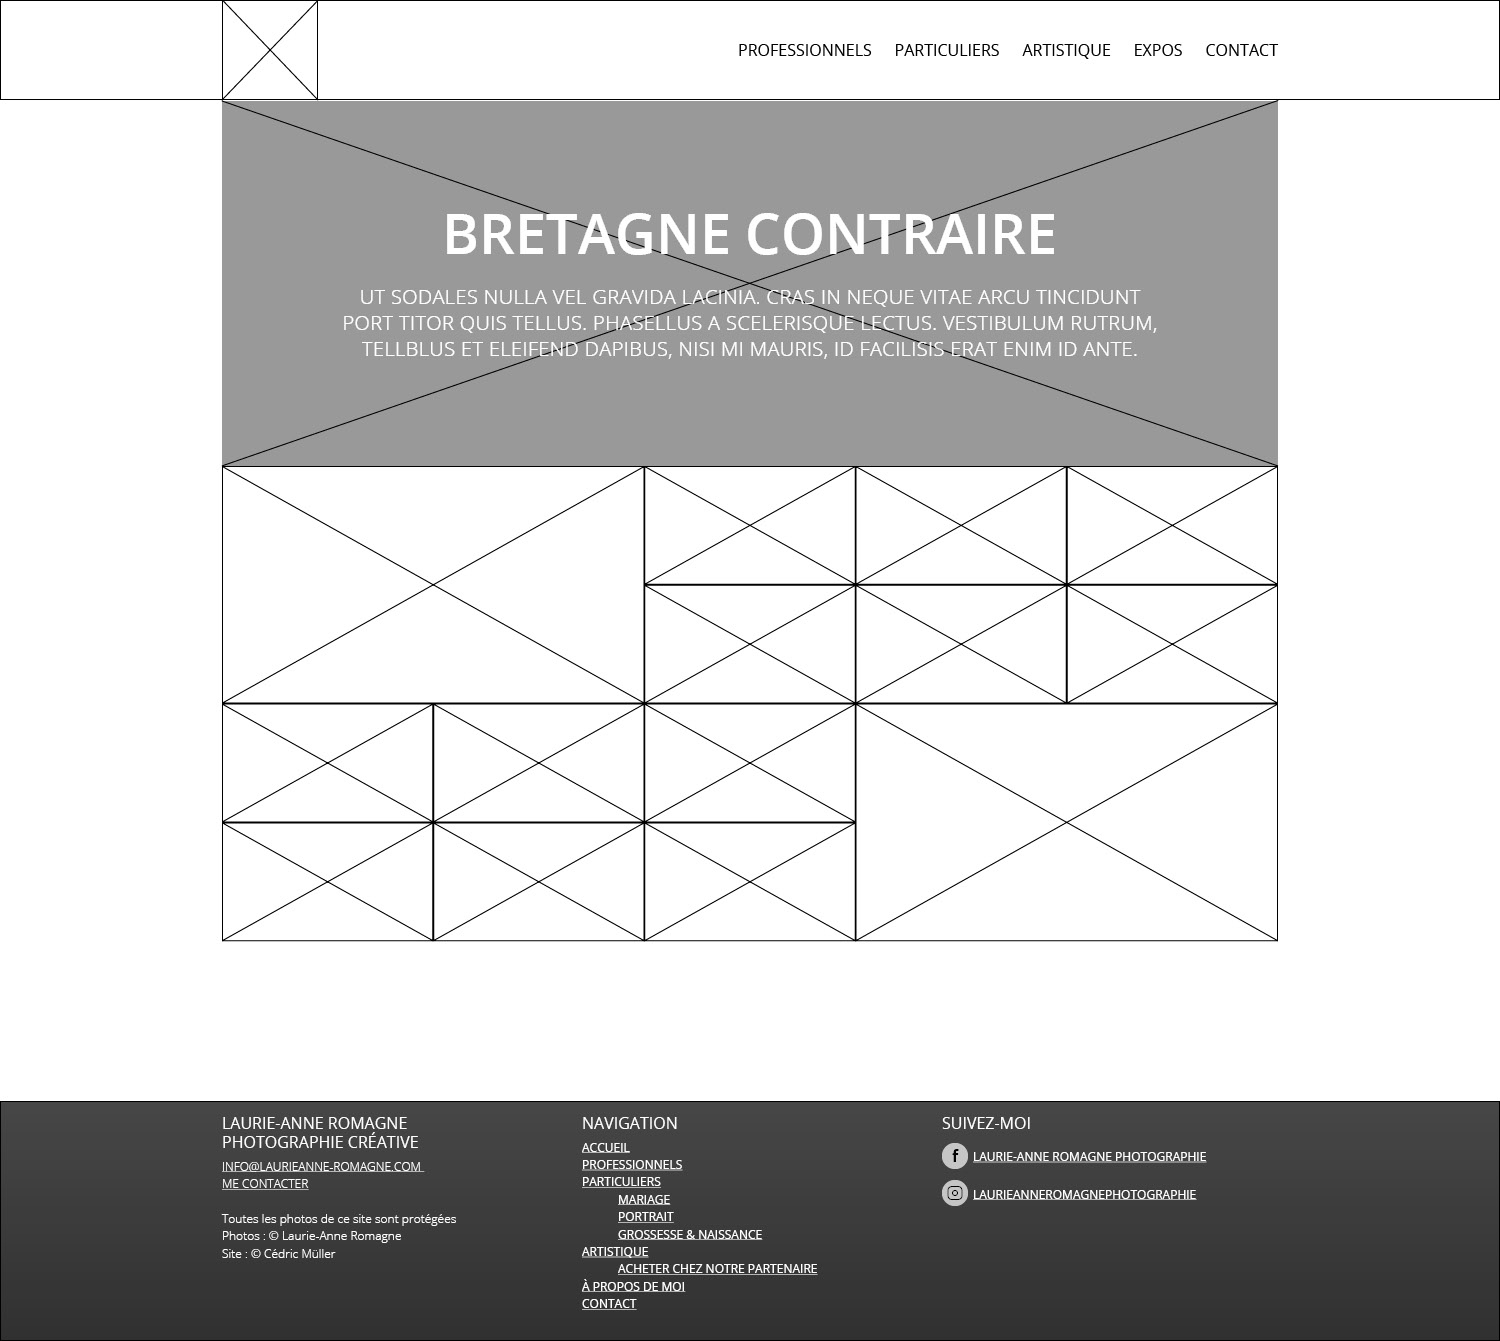 PROFESSIONNELS PARTICULIERS ARTISTIQUE EXPOS CONTACT
BRETAGNE CONTRAIRE
UT SODALES NULLA VEL GRAVIDA LACINIA. CRAS IN NEQUE VITAE ARCU TINCIDUNT
PORT TITOR QUIS TELLUS. PHASELLUS A SCELERISQUE LECTUS. VESTIBULUM RUTRUM,
TELLBLUS ET ELEIFEND DAPIBUS, NISI MI MAURIS, ID FACILISIS ERAT ENIM ID ANTE.
LAURIE-ANNE ROMAGNE
PHOTOGRAPHIE CRÉATIVE
INFO@LAURIEANNE-ROMAGNE.COM
ME CONTACTER
Toutes les photos de ce site sont protégées
Photos : © Laurie-Anne Romagne
Site : © Cédric Müller
NAVIGATION
ACCUEIL
PROFESSIONNELS
PARTICULIERS
MARIAGE
PORTRAIT
GROSSESSE & NAISSANCE
ARTISTIQUE
ACHETER CHEZ NOTRE PARTENAIRE
À PROPOS DE MOI
CONTACT
SUIVEZ-MOI
LAURIE-ANNE ROMAGNE PHOTOGRAPHIE
LAURIEANNEROMAGNEPHOTOGRAPHIE